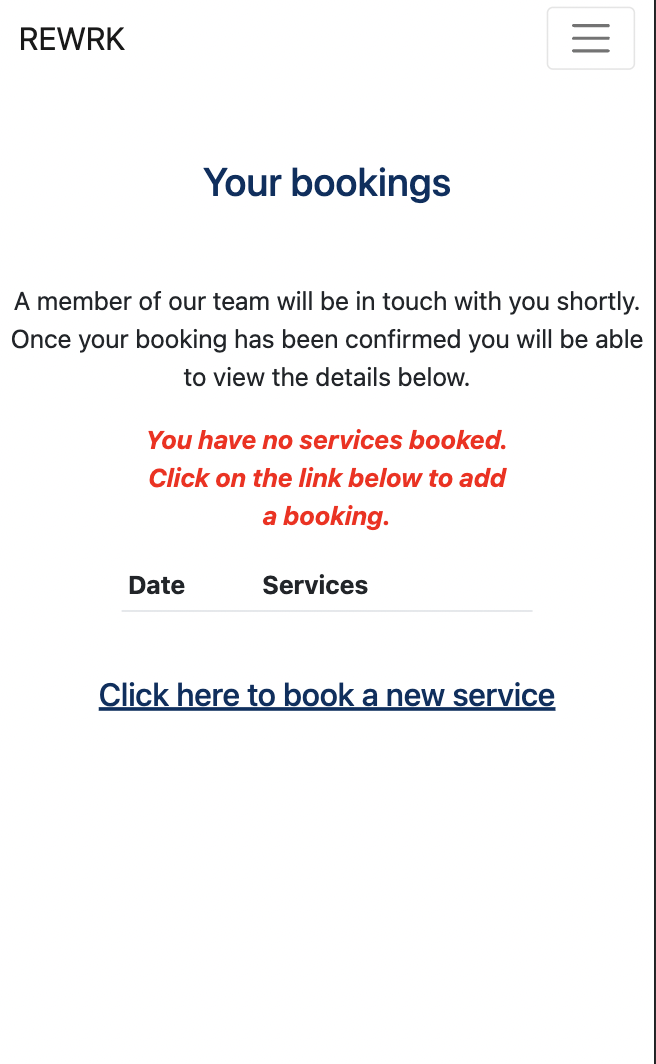 REWRK
Your bookings
A member of our team will be in touch with you shortly.
Once your booking has been confirmed you will be able
to view the details below.
You have no services booked.
Click on the link below to add
a booking.
Date Services
Click here to book a new service